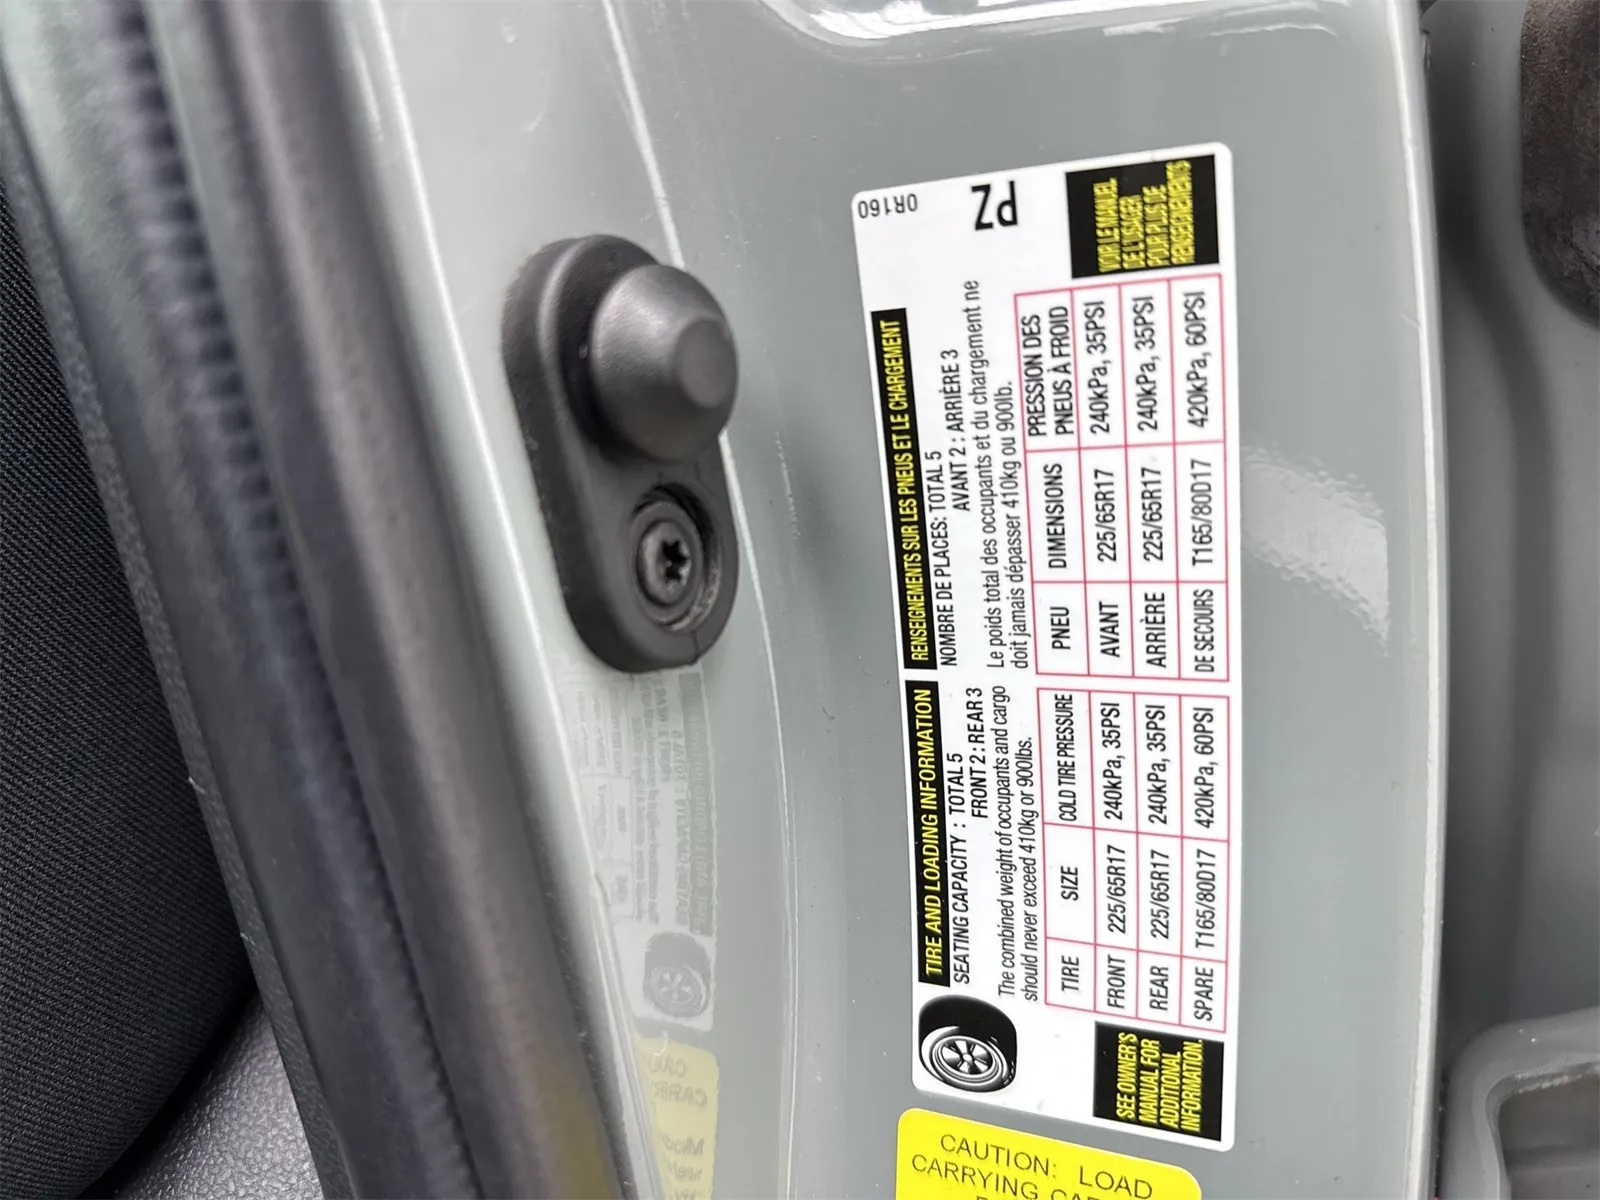 TIRE AND LOADING INFORMATION
SEATING CAPACITY : TOTAL 5
FRONT 2 : REAR 3
The combined weight of occupants and cargo
should never exceed 410kg or 900lbs.
TIRE SIZE COLD TIRE PRESSURE
FRONT 225/65R17 240kPa, 35PSI
REAR 225/65R17 240kPa, 35PSI
SPARE T165/80D17 420kPa, 60PSI
SEE OWNER'S
MANUAL FOR
ADDITIONAL
INFORMATION.
RENSEIGNEMENTS SUR LES PNEUS ET LE CHARGEMENT
NOMBRE DE PLACES: TOTAL 5
AVANT 2 : ARRIÈRE 3
Le poids total des occupants et du chargement ne
doit jamais dépasser 410kg ou 900lb.
PNEU DIMENSIONS PRESSION DES
PNEUS À FROID
AVANT 225/65R17 240kPa, 35PSI
ARRIÈRE 225/65R17 240kPa, 35PSI
DE SECOURS T165/80D17 420kPa, 60PSI
VOIR LE MANUEL
DE L'USAGER
POUR PLUS DE
RENSEIGNEMENTS
0R160
PZ
CAUTION: LOAD
CARRYING